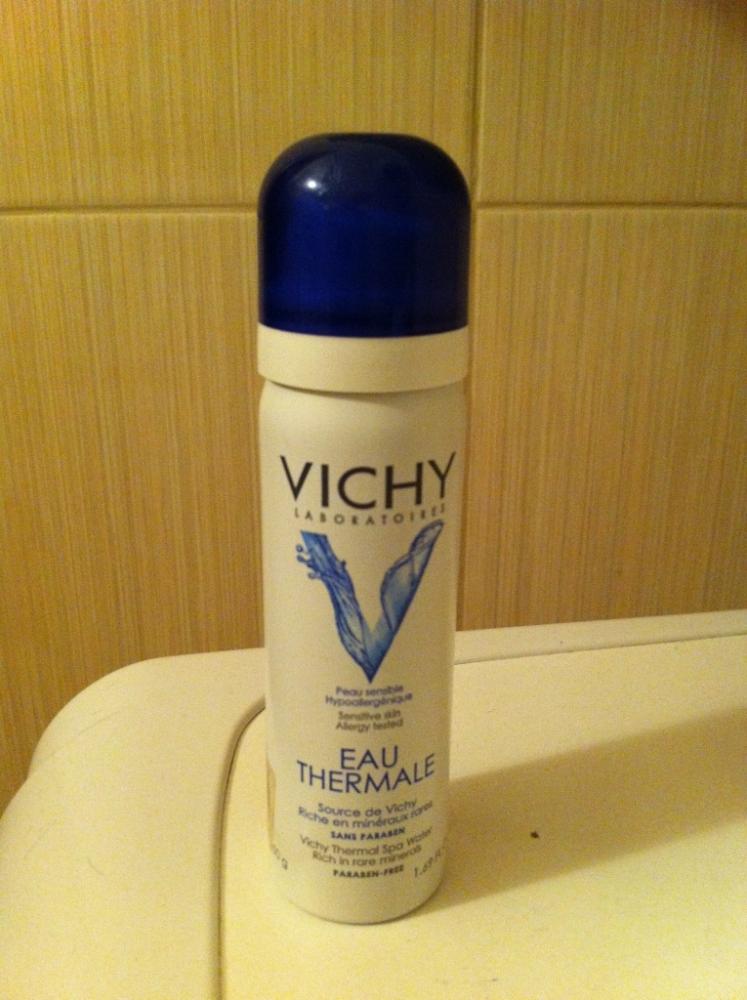 VICHY
LABORATOIRES
Peau sensible
Hypoallergénique
Sensitive skin
Allergy tested
EAU
THERMALE
Source de Vichy
Riche en minéraux rares
SANS PARABEN
Vichy Thermal Spa Water
Rich in rare minerals
PARABEN-FREE